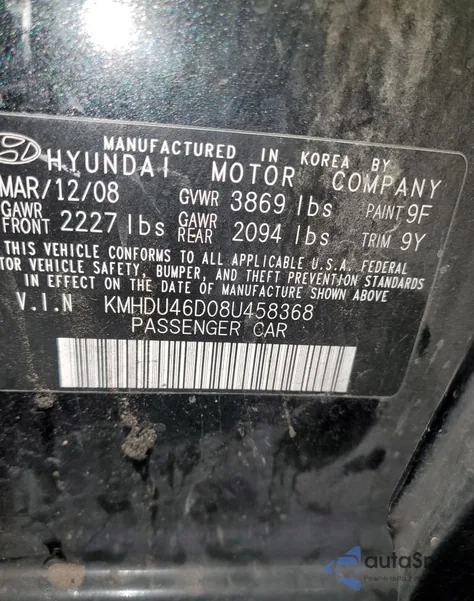 MANUFACTURED IN KOREA BY
HYUNDAI MOTOR COMPANY
MAR/12/08 GVWR 3869 lbs PAINT 9F
GAWR FRONT 2227 lbs GAWR REAR 2094 lbs TRIM 9Y
THIS VEHICLE CONFORMS TO ALL APPLICABLE U.S.A. FEDERAL
VEHICLE SAFETY, BUMPER, AND THEFT PREVENTION STANDARDS
IN EFFECT ON THE DATE OF MANUFACTURE SHOWN ABOVE
V.I.N KMHDU46D08U458368
PASSENGER CAR